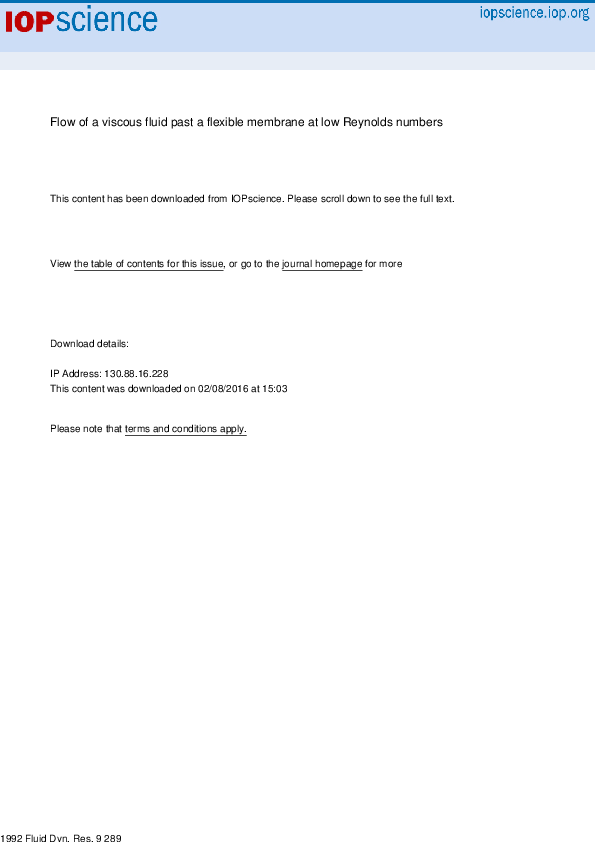 IOPscience
iopscience.iop.org
Flow of a viscous fluid past a flexible membrane at low Reynolds numbers
This content has been downloaded from IOPscience. Please scroll down to see the full text.
View the table of contents for this issue, or go to the journal homepage for more
Download details:
IP Address: 130.88.16.228
This content was downloaded on 02/08/2016 at 15:03
Please note that terms and conditions apply.
1992 Fluid Dyn. Res. 9 289